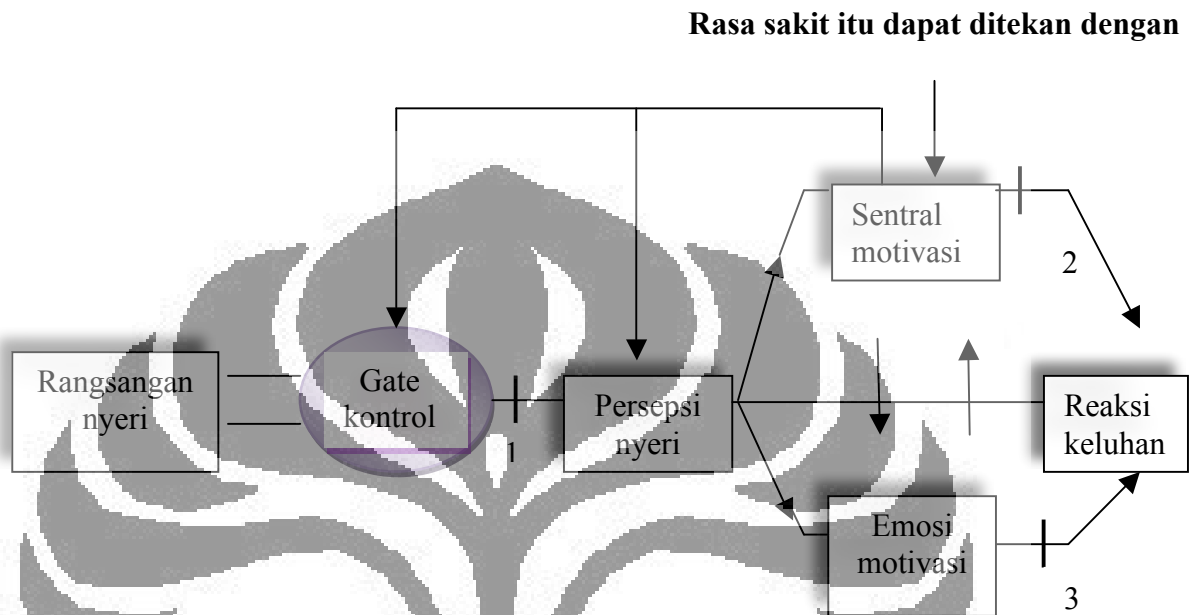 Rasa sakit itu dapat ditekan dengan
Sentral
motivasi
2
Rangsangan
nyeri
Gate
kontrol
1
Persepsi
nyeri
Reaksi
keluhan
Emosi
motivasi
3